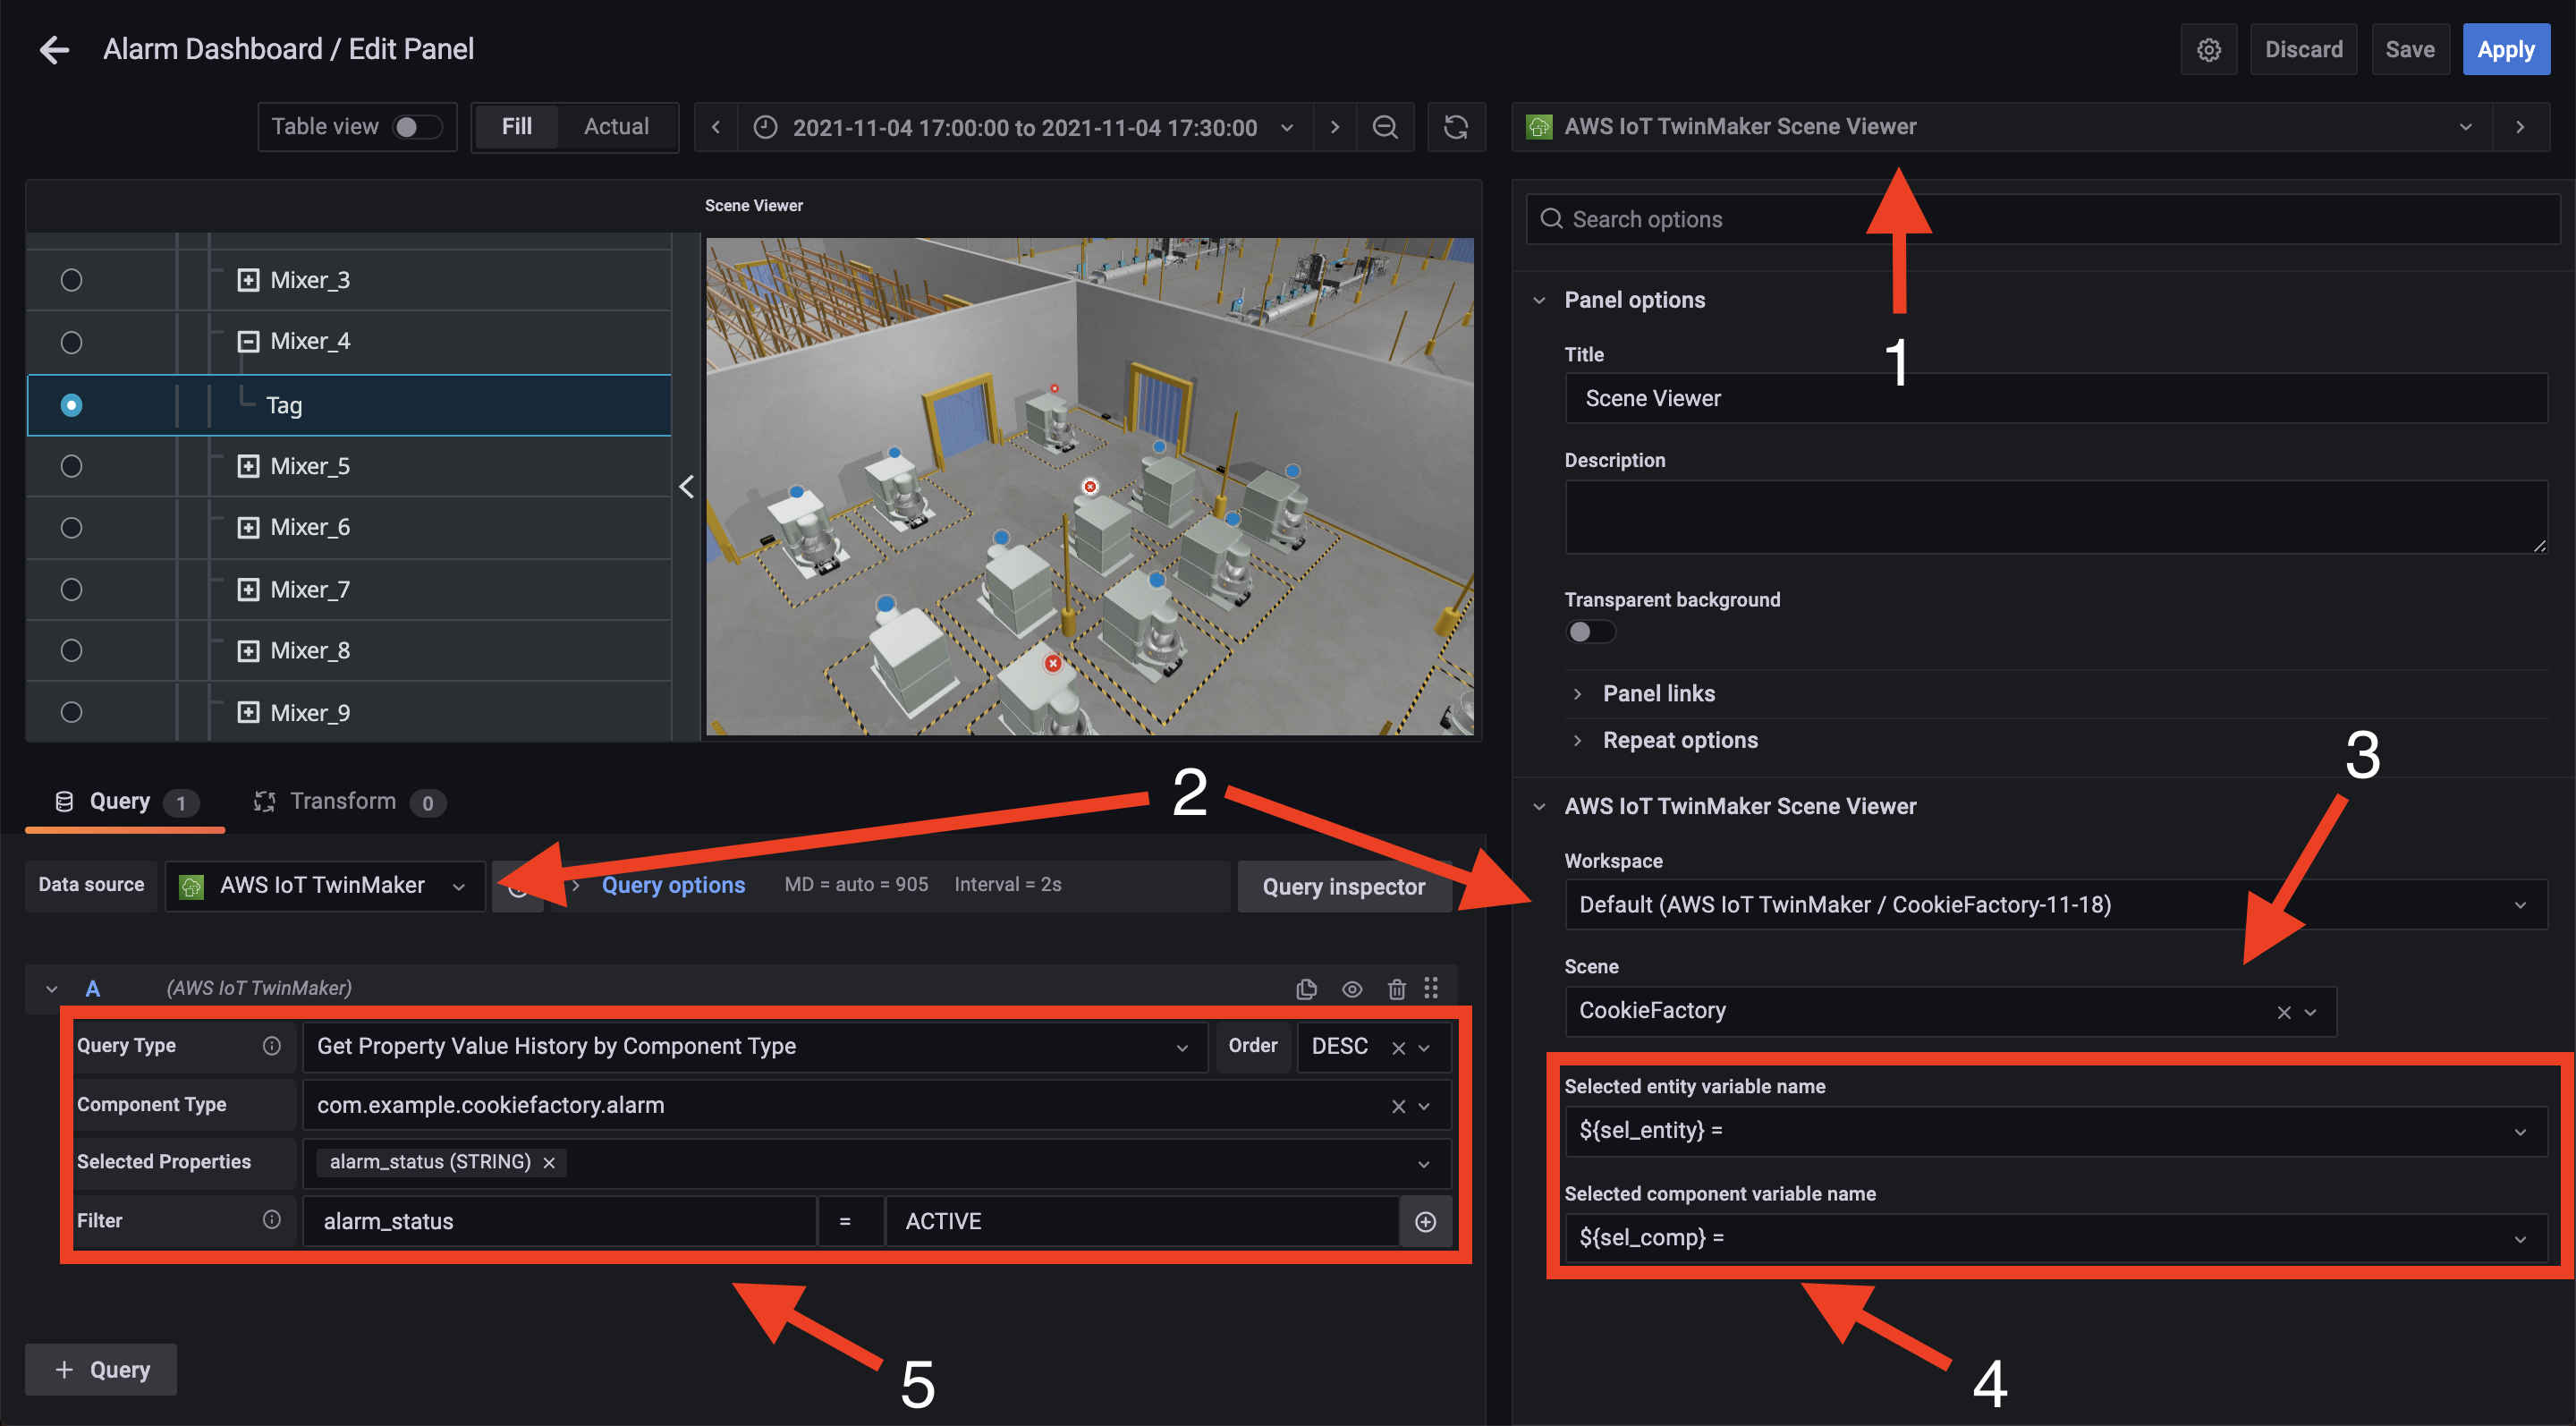 Alarm Dashboard / Edit Panel
Discard
Save
Apply
Table view
Fill
Actual
2021-11-04 17:00:00 to 2021-11-04 17:30:00
AWS IoT TwinMaker Scene Viewer
Scene Viewer
Mixer_3
Mixer_4
Tag
Mixer_5
Mixer_6
Mixer_7
Mixer_8
Mixer_9
Search options
1
Panel options
Title
Scene Viewer
Description
Transparent background
Panel links
Repeat options
2
3
Query 1
Transform 0
Data source
AWS IoT TwinMaker
Query options
MD = auto = 905
Interval = 2s
Query inspector
A
(AWS IoT TwinMaker)
Query Type
Get Property Value History by Component Type
Order
DESC
Component Type
com.example.cookiefactory.alarm
Selected Properties
alarm_status (STRING)
Filter
alarm_status
=
ACTIVE
5
+ Query
AWS IoT TwinMaker Scene Viewer
Workspace
Default (AWS IoT TwinMaker / CookieFactory-11-18)
Scene
CookieFactory
Selected entity variable name
${sel_entity} =
Selected component variable name
${sel_comp} =
4